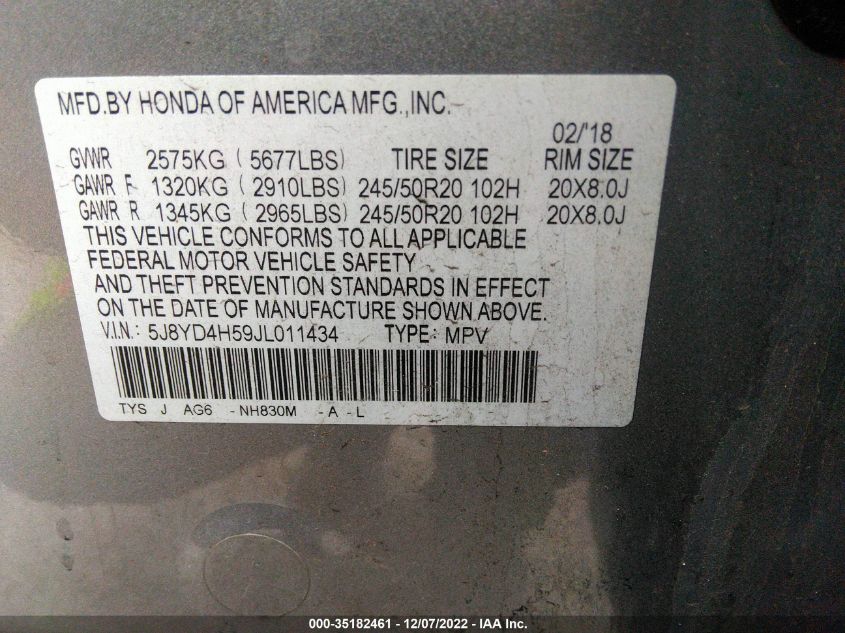 MFD.BY HONDA OF AMERICA MFG.,INC.
02/'18
GVWR 2575KG ( 5677LBS) TIRE SIZE RIM SIZE
GAWR F 1320KG ( 2910LBS) 245/50R20 102H 20X8.0J
GAWR R 1345KG ( 2965LBS) 245/50R20 102H 20X8.0J
THIS VEHICLE CONFORMS TO ALL APPLICABLE
FEDERAL MOTOR VEHICLE SAFETY
AND THEFT PREVENTION STANDARDS IN EFFECT
ON THE DATE OF MANUFACTURE SHOWN ABOVE.
V.I.N.: 5J8YD4H59JL011434 TYPE: MPV
TYS J AG6 -NH830M -A -L
000-35182461 - 12/07/2022 - IAA Inc.